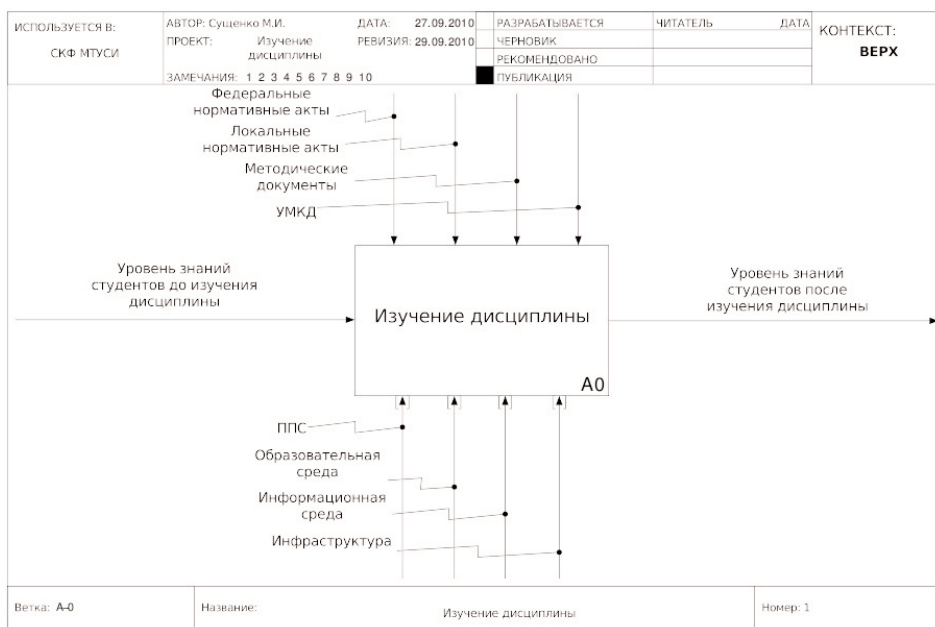 ИСПОЛЬЗУЕТСЯ В:
СКФ МТУСИ
АВТОР: Сущенко М.И.
ДАТА: 27.09.2010
ПРОЕКТ: Изучение
дисциплины
РЕВИЗИЯ: 29.09.2010
ЗАМЕЧАНИЯ: 1 2 3 4 5 6 7 8 9 10
РАЗРАБАТЫВАЕТСЯ
ЧЕРНОВИК
РЕКОМЕНДОВАНО
ПУБЛИКАЦИЯ
ЧИТАТЕЛЬ
ДАТА
КОНТЕКСТ:
ВЕРХ
Федеральные
нормативные акты
Локальные
нормативные акты
Методические
документы
УМКД
Уровень знаний
студентов до изучения
дисциплины
Изучение дисциплины
А0
Уровень знаний
студентов после
изучения дисциплины
ППС
Образовательная
среда
Информационная
среда
Инфраструктура
Ветка: А-0
Название:
Изучение дисциплины
Номер: 1